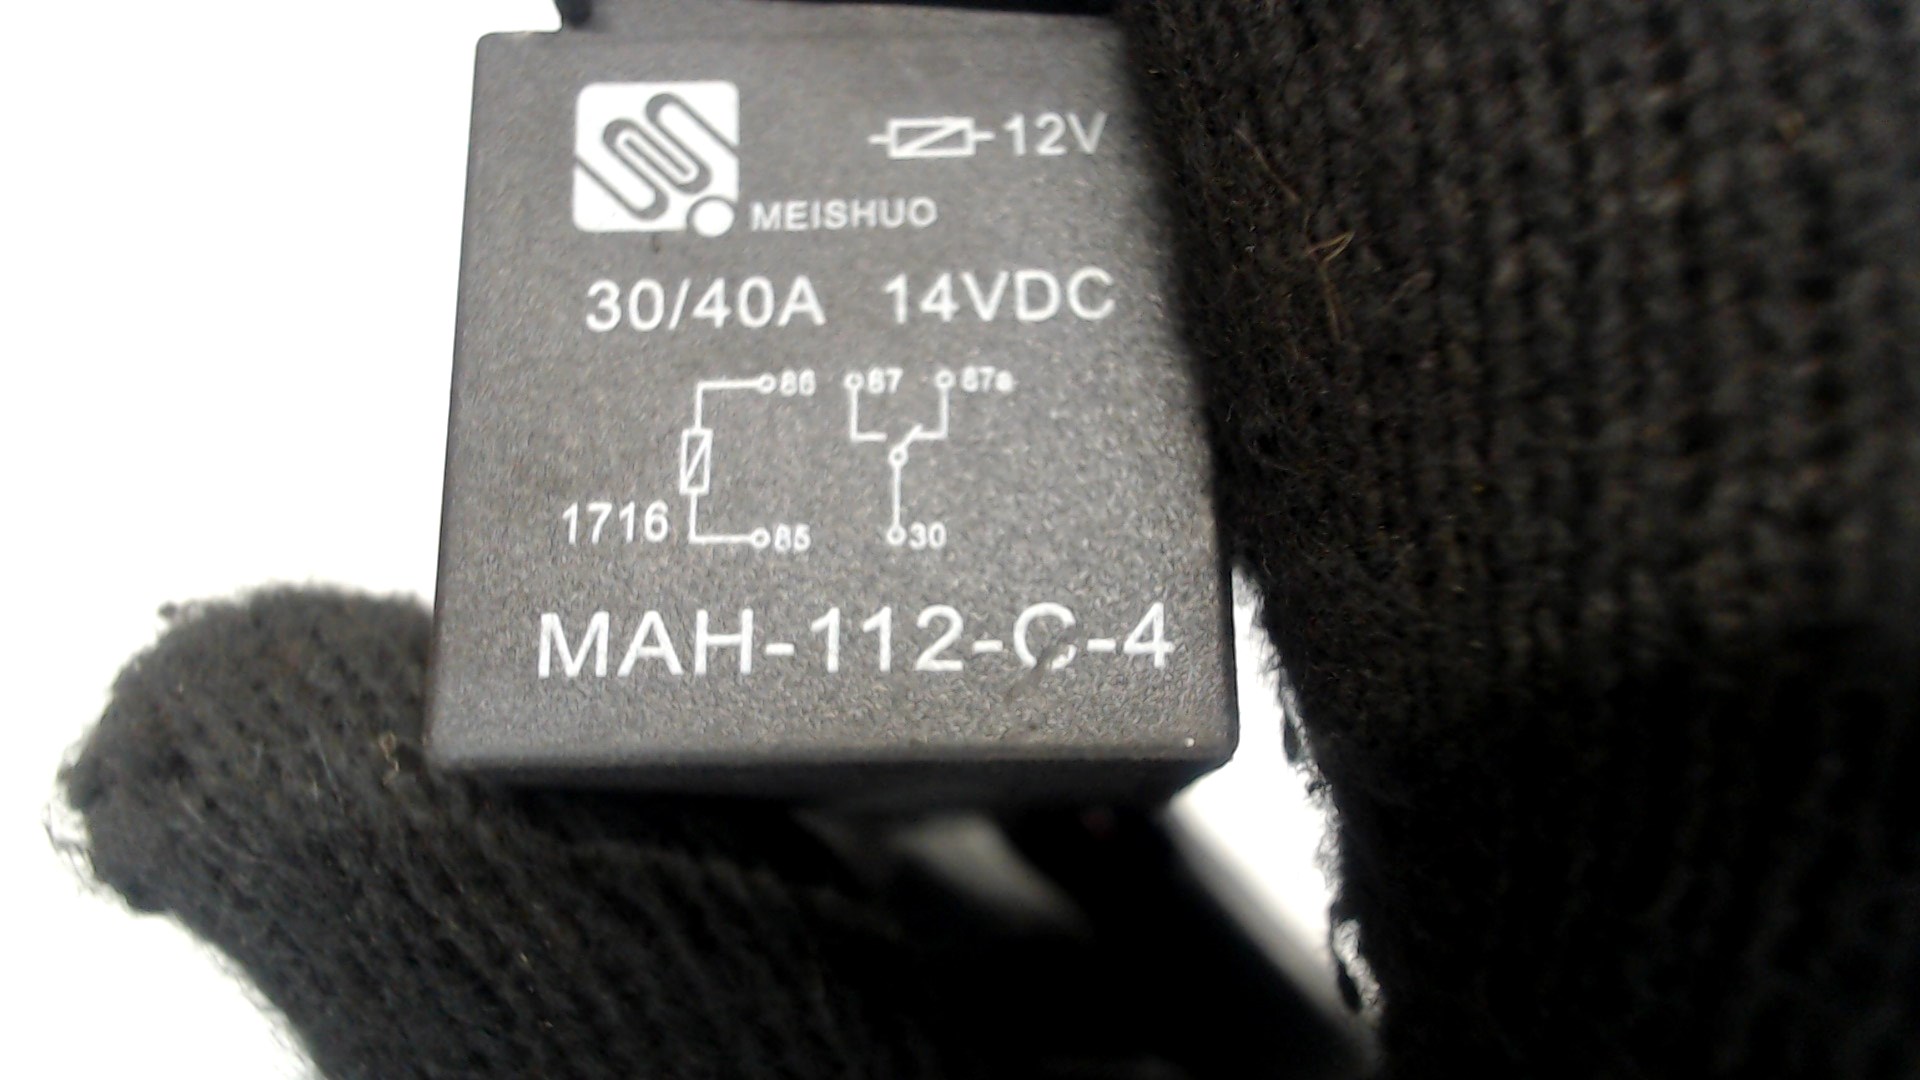 12V
MEISHUO
30/40A 14VDC
86 87 87a
1716 85 30
MAH-112-C-4